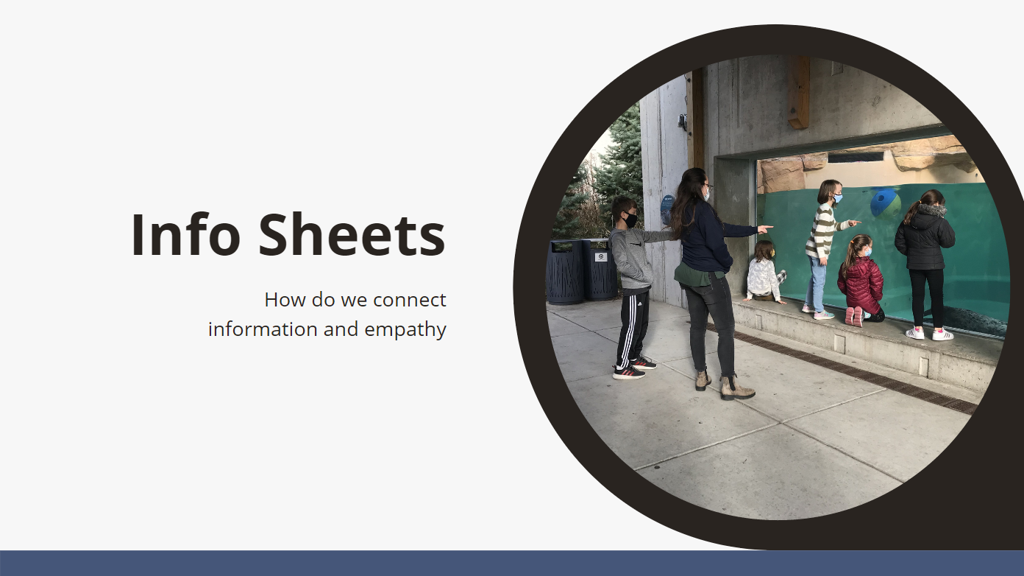 Info Sheets
How do we connect
information and empathy